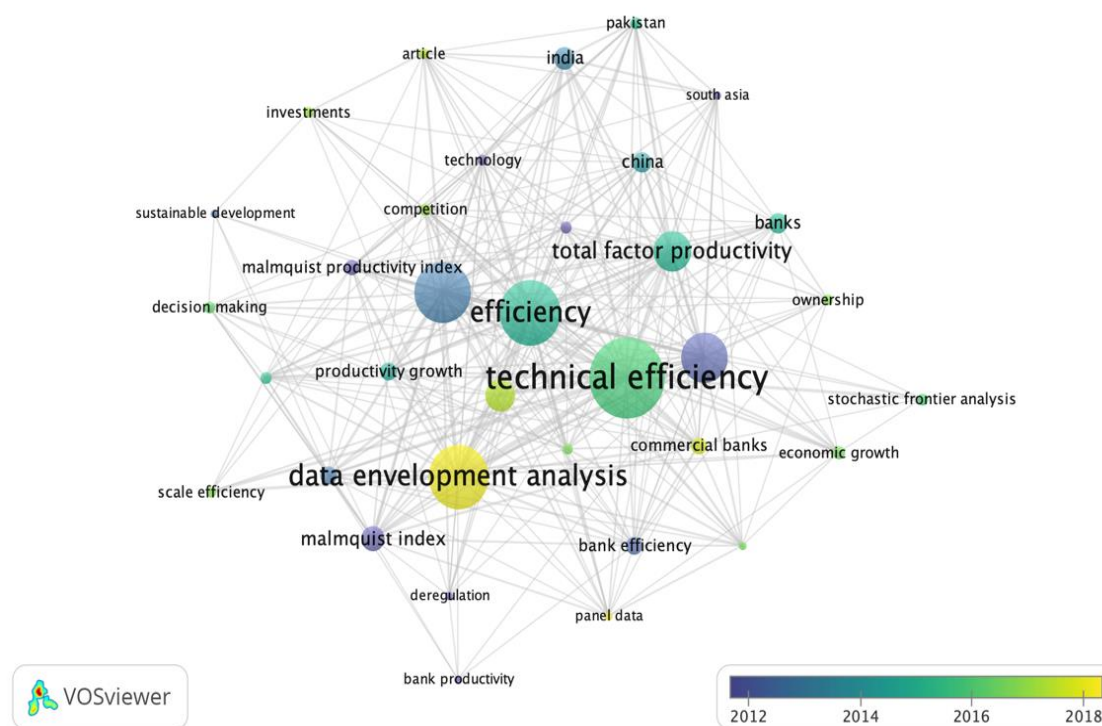 pakistan
article
india
south asia
investments
technology
china
sustainable development
competition
banks
total factor productivity
malmquist productivity index
ownership
decision making
efficiency
productivity growth
technical efficiency
stochastic frontier analysis
commercial banks
economic growth
data envelopment analysis
scale efficiency
malmquist index
bank efficiency
deregulation
panel data
bank productivity
VOSviewer
2012 2014 2016 2018